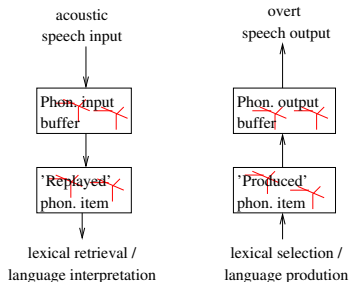 acoustic
speech input
Phon. input
buffer
'Replayed'
phon. item
lexical retrieval /
language interpretation
overt
speech output
Phon. output
buffer
'Produced'
phon. item
lexical selection /
language prodution